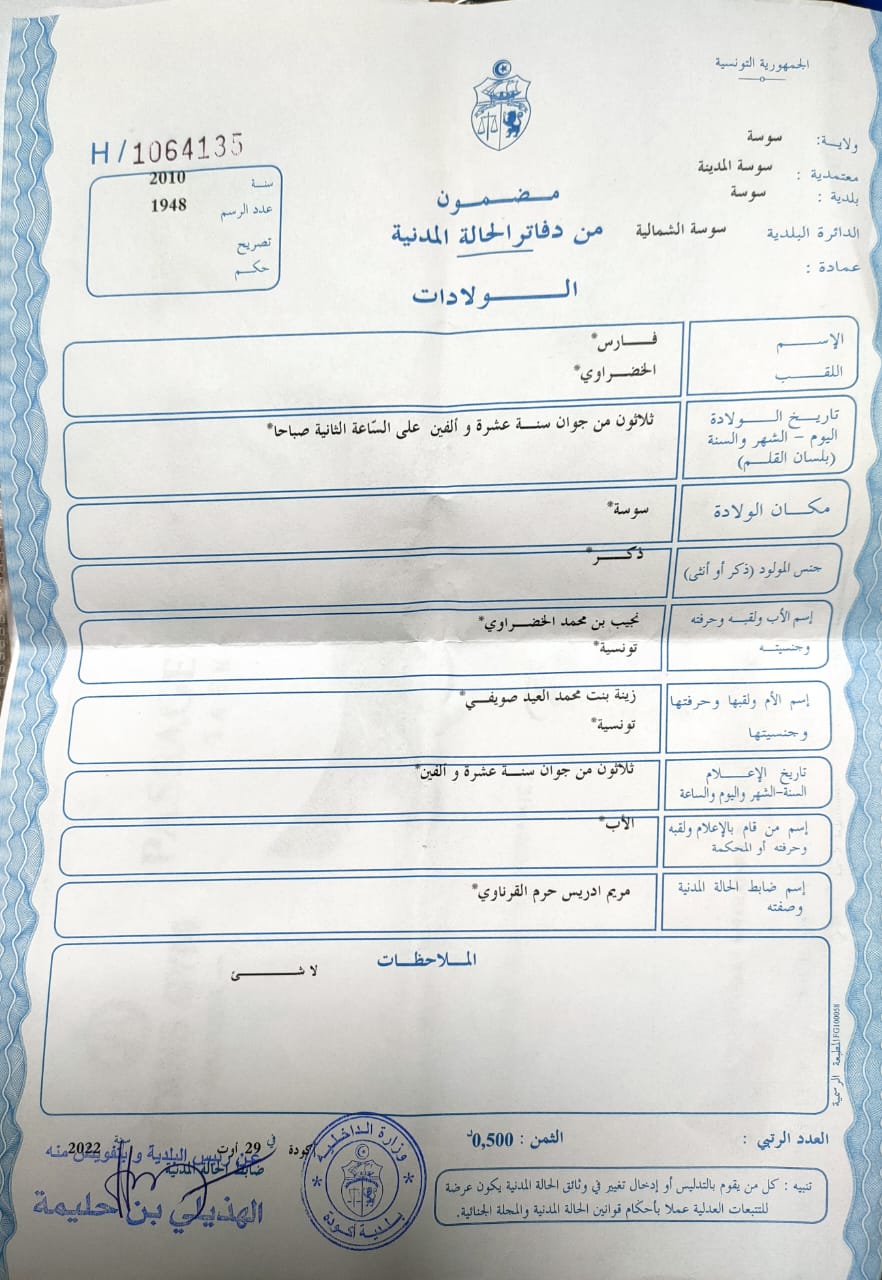 الجمهورية التونسية
ولاية: سوسة
معتمدية : سوسة المدينة
بلدية : سوسة
الدائرة البلدية سوسة الشمالية
عمادة :
H/1064135
سنة 2010
عدد الرسم 1948
تصريح
حكم
مضمون
من دفاتر الحالة المدنية
الولادات
الإسم فارس*
اللقب الخضراوي*
تاريخ الولادة
اليوم - الشهر والسنة
(بلسان القلم)
ثلاثون من جوان سنة عشرة و ألفين على السّاعة الثانية صباحا*
مكان الولادة سوسة*
جنس المولود (ذكر أو أنثى) ذكر*
إسم الأب ولقبه وحرفته
وجنسيته
نجيب بن محمد الخضراوي*
تونسية*
إسم الأم ولقبها وحرفتها
وجنسيتها
زينة بنت محمد العيد صويفي*
تونسية*
تاريخ الإعلام
السنة-الشهر واليوم والساعة
ثلاثون من جوان سنة عشرة و ألفين*
إسم من قام بالإعلام ولقبه
وحرفته أو المحكمة
الأب*
إسم ضابط الحالة المدنية
وصفته
مريم ادريس حرم القرناوي*
الملاحظات
لا شئ
المطبعة الرسمية FG100058
العدد الرتبي :
الثمن : 0,500د
في 29 أوت 2022
ضابط الحالة المدنية
عن رئيس البلدية و بتفويض منه
الهذيلي بن حليمة
وزارة الداخلية
بلدية أكودة
تنبيه : كل من يقوم بالتدليس أو إدخال تغيير في وثائق الحالة المدنية يكون عرضة
للتتبعات العدلية عملا بأحكام قوانين الحالة المدنية والمجلة الجنائية.